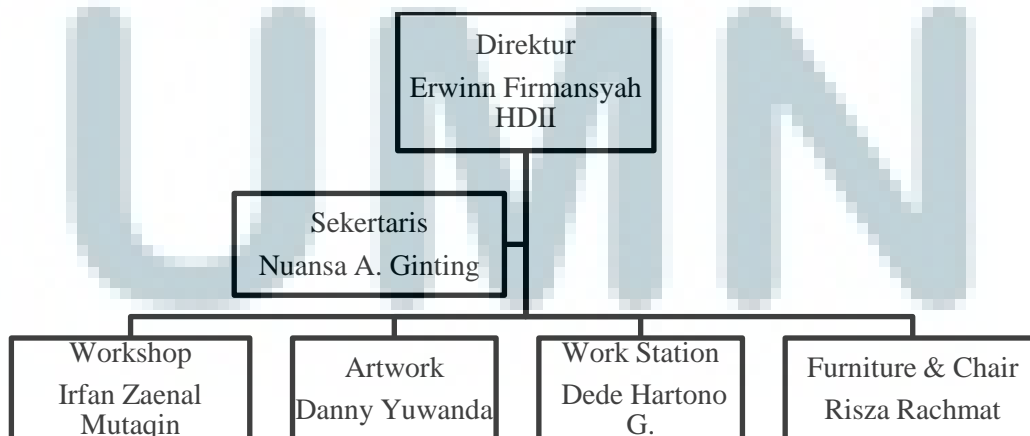 UMN
Direktur
Erwinn Firmansyah
HDII
Sekertaris
Nuansa A. Ginting
Workshop
Irfan Zaenal
Mutaqin
Artwork
Danny Yuwanda
Work Station
Dede Hartono
G.
Furniture & Chair
Risza Rachmat